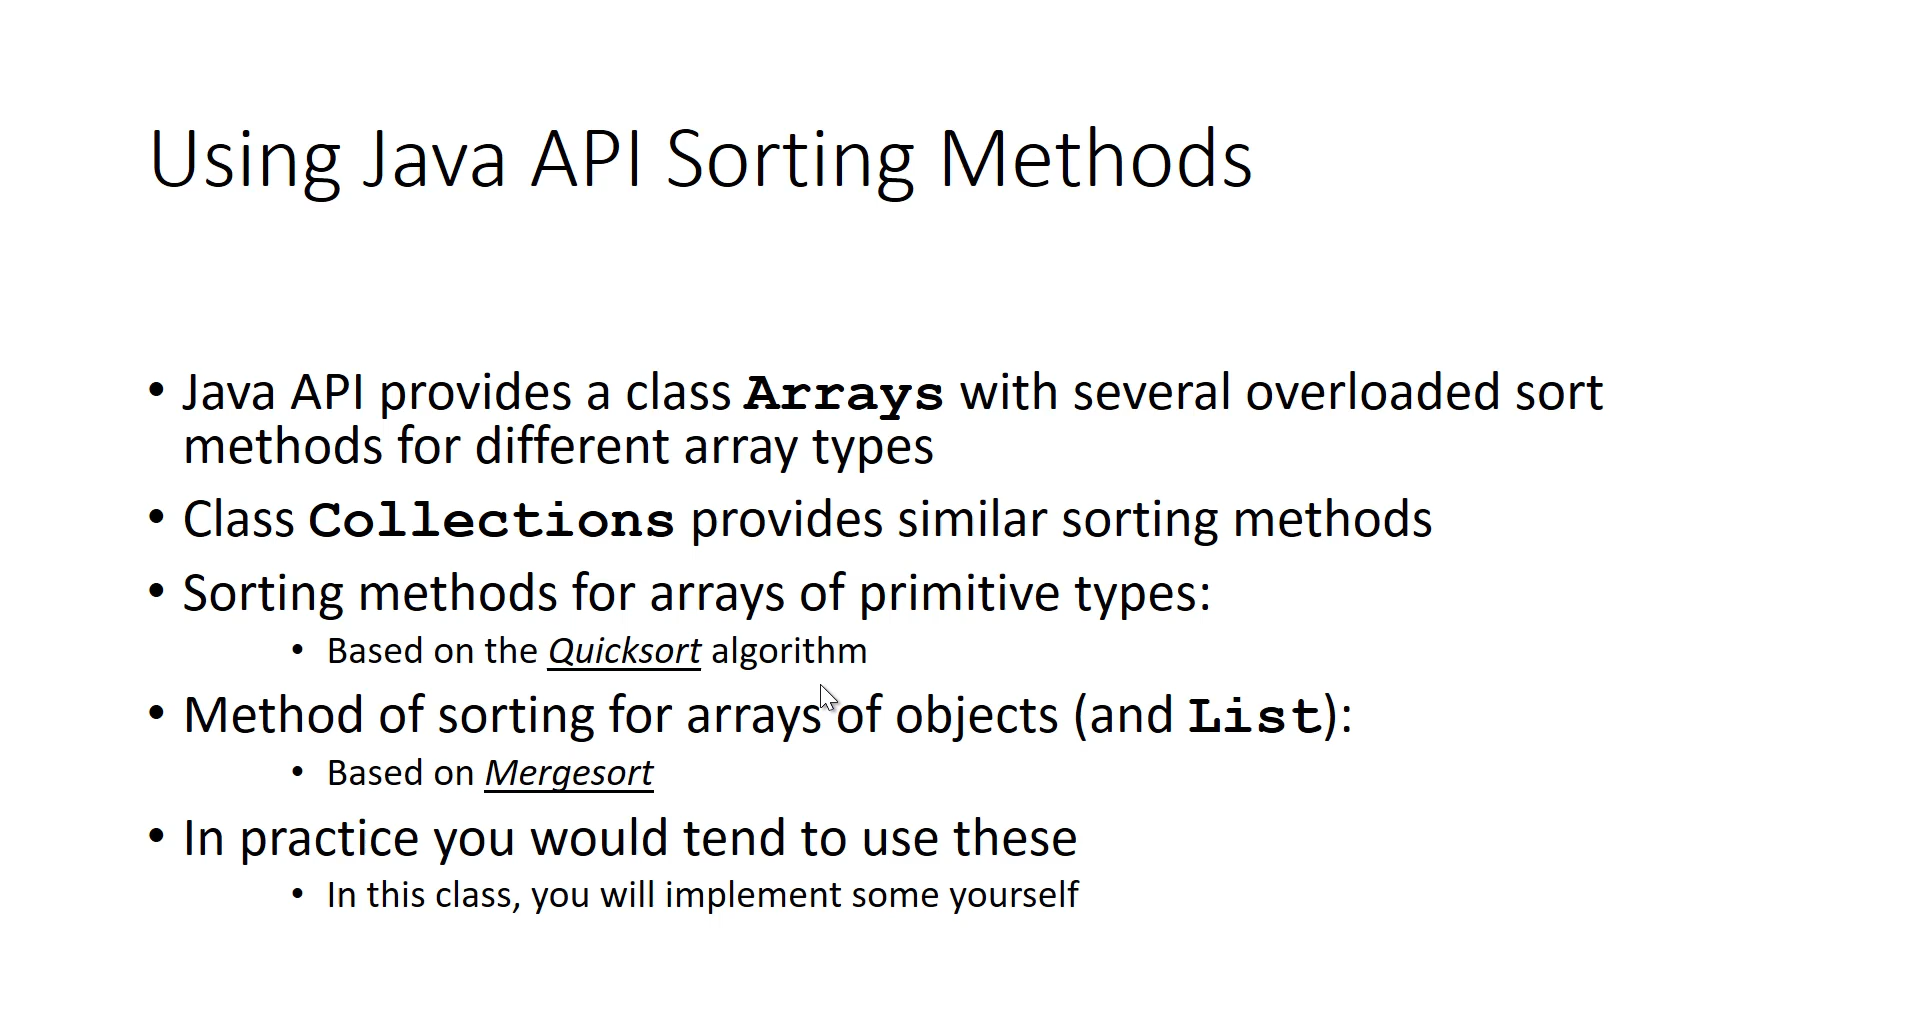 Using Java API Sorting Methods
• Java API provides a class Arrays with several overloaded sort
methods for different array types
• Class Collections provides similar sorting methods
• Sorting methods for arrays of primitive types:
• Based on the Quicksort algorithm
• Method of sorting for arrays of objects (and List):
• Based on Mergesort
• In practice you would tend to use these
• In this class, you will implement some yourself